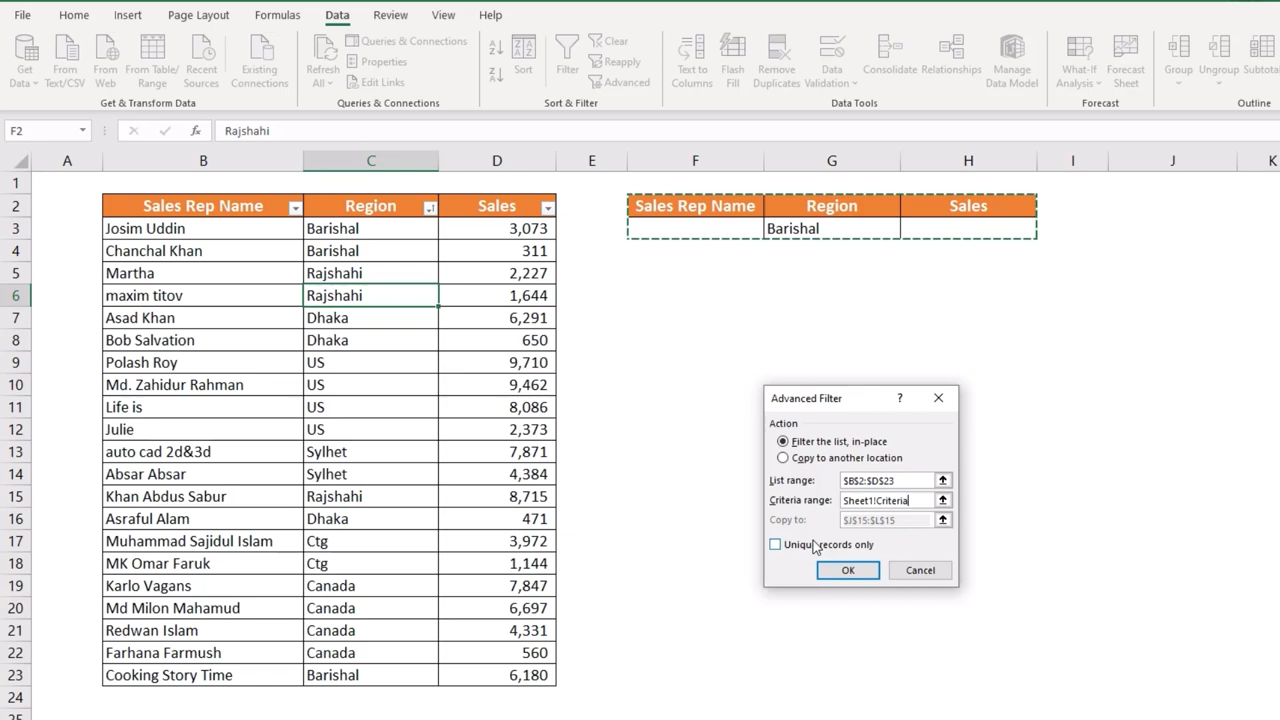 File Home Insert Page Layout Formulas Data Review View Help
Get Data
From Text/CSV
From Web
From Table/ Range
Recent Sources
Existing Connections
Get & Transform Data
Refresh All
Queries & Connections
Properties
Edit Links
Queries & Connections
Sort
Filter
Clear
Reapply
Advanced
Sort & Filter
Text to Columns
Flash Fill
Remove Duplicates
Data Validation
Consolidate
Relationships
Manage Data Model
Data Tools
What-If Analysis
Forecast Sheet
Forecast
Group
Ungroup
Subtotal
Outline
F2 fx Rajshahi
A B C D E F G H I J K
1
2 Sales Rep Name Region Sales Sales Rep Name Region Sales
3 Josim Uddin Barishal 3,073 Barishal
4 Chanchal Khan Barishal 311
5 Martha Rajshahi 2,227
6 maxim titov Rajshahi 1,644
7 Asad Khan Dhaka 6,291
8 Bob Salvation Dhaka 650
9 Polash Roy US 9,710
10 Md. Zahidur Rahman US 9,462
11 Life is US 8,086
12 Julie US 2,373
13 auto cad 2d&3d Sylhet 7,871
14 Absar Absar Sylhet 4,384
15 Khan Abdus Sabur Rajshahi 8,715
16 Asraful Alam Dhaka 471
17 Muhammad Sajidul Islam Ctg 3,972
18 MK Omar Faruk Ctg 1,144
19 Karlo Vagans Canada 7,847
20 Md Milon Mahamud Canada 6,697
21 Redwan Islam Canada 4,331
22 Farhana Farmush Canada 560
23 Cooking Story Time Barishal 6,180
24
25
Advanced Filter ?
Action
Filter the list, in-place
Copy to another location
List range: $B$2:$D$23
Criteria range: Sheet1!Criteria
Copy to: $J$15:$L$15
Unique records only
OK Cancel